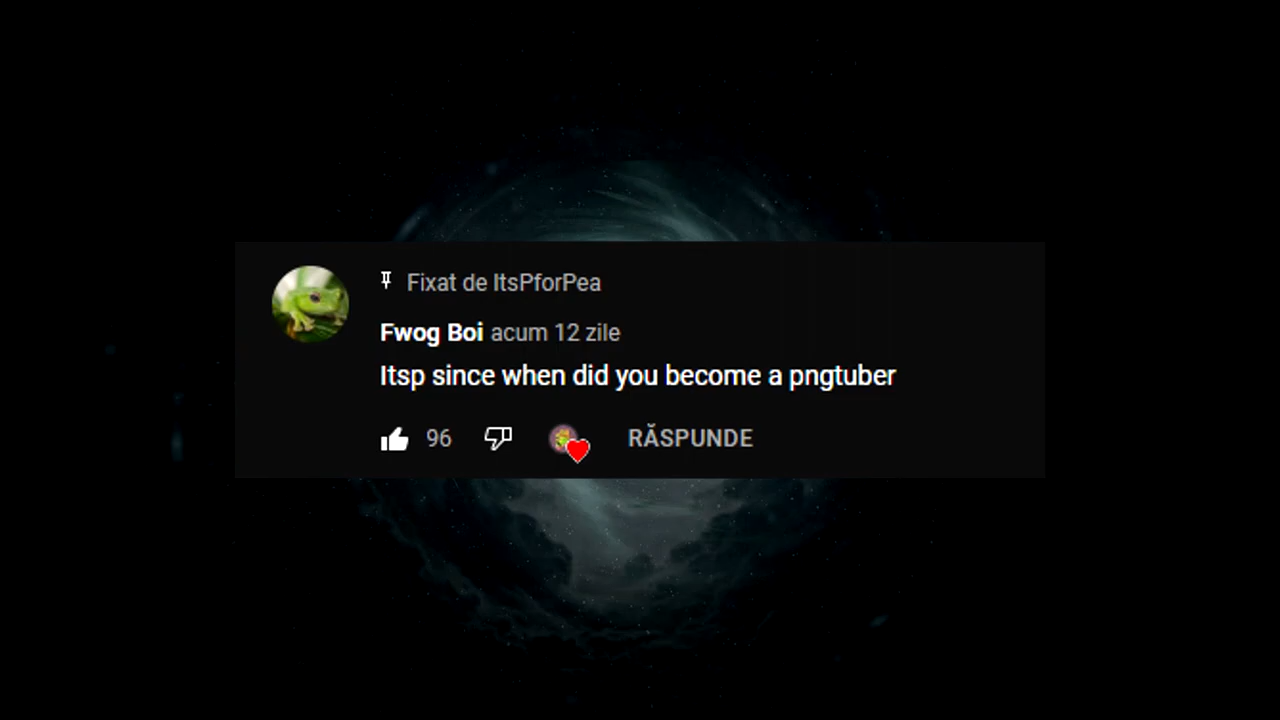 Fixat de ItsPforPea
Fwog Boi acum 12 zile
Itsp since when did you become a pngtuber
96 RĂSPUNDE